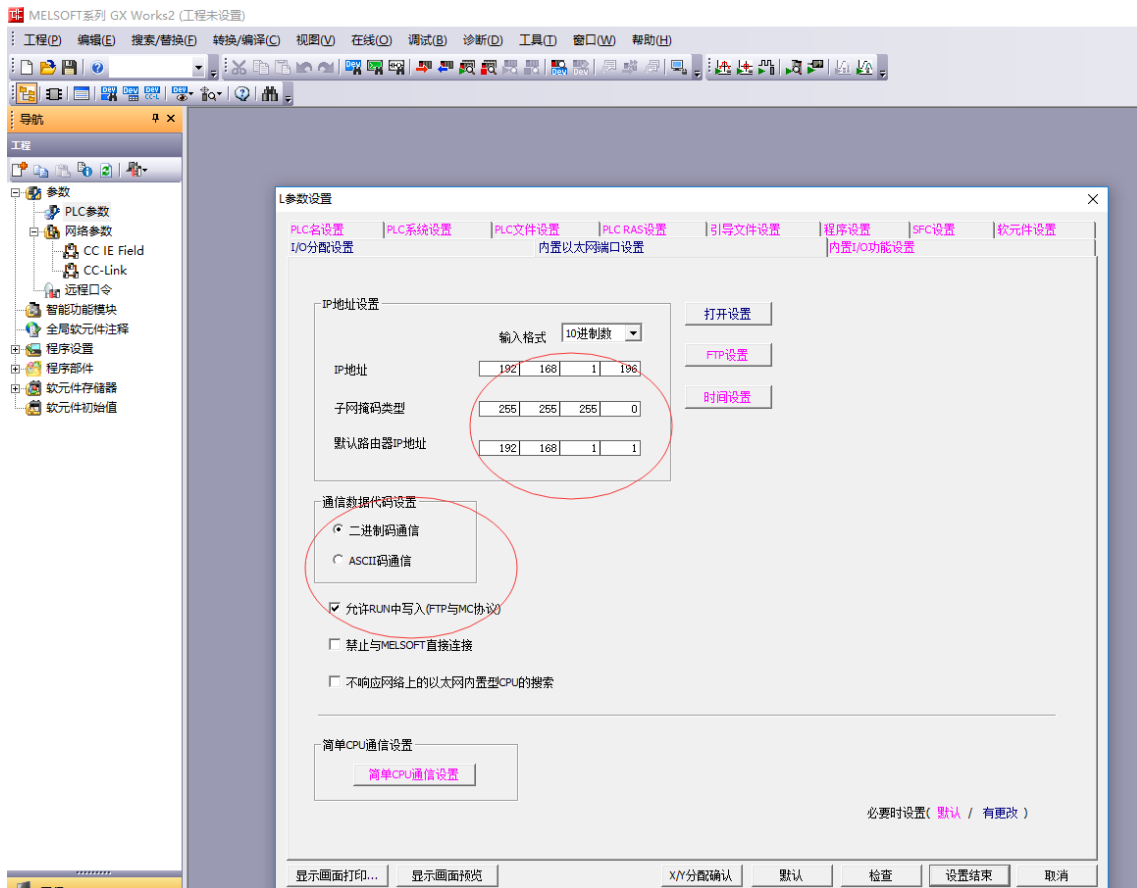 MELSOFT系列 GX Works2 (工程未设置)
工程(P) 编辑(E) 搜索/替换(F) 转换/编译(C) 视图(V) 在线(O) 调试(B) 诊断(D) 工具(T) 窗口(W) 帮助(H)
导航
工程
参数
PLC参数
网络参数
CC IE Field
CC-Link
远程口令
智能功能模块
全局软元件注释
程序设置
程序部件
软元件存储器
软元件初始值
L参数设置
PLC名设置 PLC系统设置 PLC文件设置 PLC RAS设置 引导文件设置 程序设置 SFC设置 软元件设置
I/O分配设置 内置以太网端口设置 内置I/O功能设置
IP地址设置
输入格式 10进制数
IP地址 192 168 1 196
子网掩码类型 255 255 255 0
默认路由器IP地址 192 168 1 1
打开设置
FTP设置
时间设置
通信数据代码设置
二进制码通信
ASCII码通信
允许RUN中写入(FTP与MC协议)
禁止与MELSOFT直接连接
不响应网络上的以太网内置型CPU的搜索
简单CPU通信设置
简单CPU通信设置
必要时设置( 默认 / 有更改 )
显示画面打印... 显示画面预览 X/Y分配确认 默认 检查 设置结束 取消